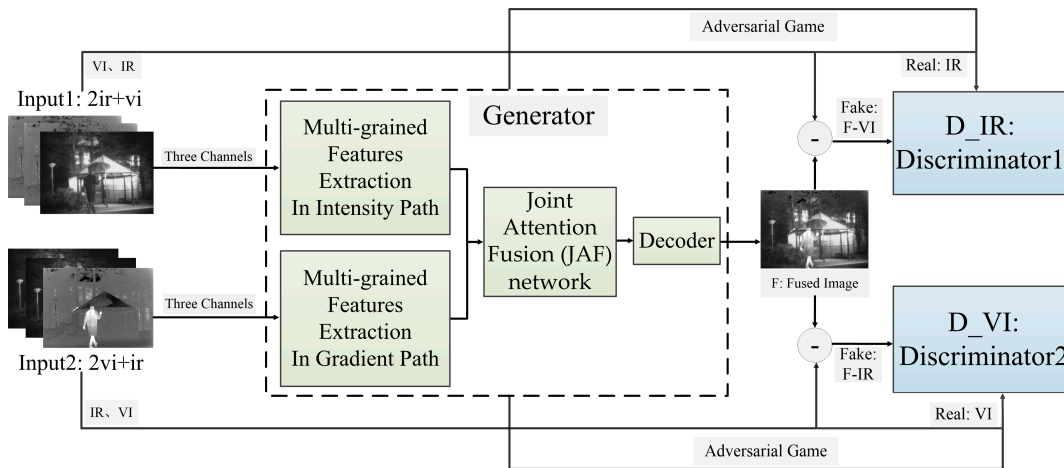 Adversarial Game
VI、IR
Real: IR
Input1: 2ir+vi
Generator
Fake:
F-VI
D_IR:
Discriminator1
Multi-grained
Features
Extraction
In Intensity Path
Three Channels
Joint
Attention
Fusion (JAF)
network
Decoder
F: Fused Image
Multi-grained
Features
Extraction
In Gradient Path
Three Channels
D_VI:
Discriminator2
Fake:
F-IR
Input2: 2vi+ir
IR、VI
Real: VI
Adversarial Game
-
-